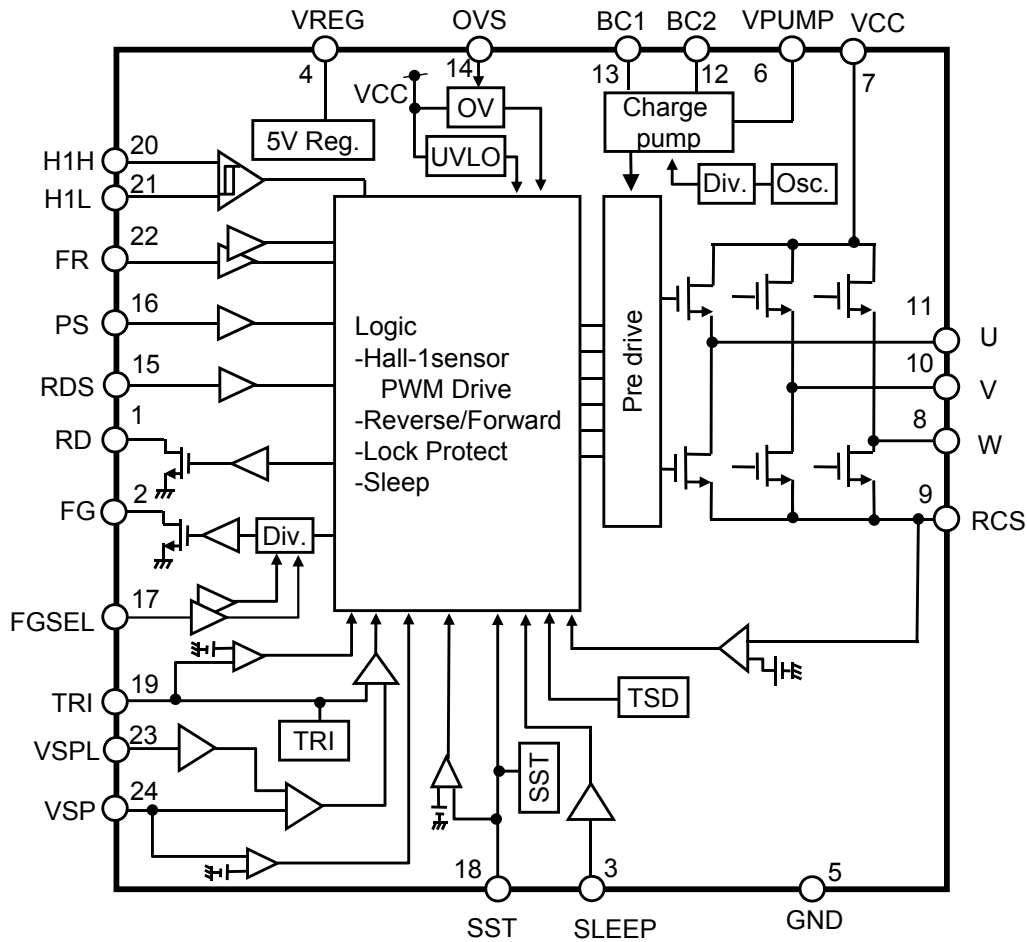 VREG
OVS
BC1
BC2
VPUMP
VCC
4
14
13
12
6
7
VCC
OV
Charge
pump
5V Reg.
UVLO
Div.
Osc.
H1H
20
H1L
21
FR
22
PS
16
RDS
15
RD
1
FG
2
Div.
FGSEL
17
TRI
19
TRI
VSPL
23
VSP
24
Logic
-Hall-1sensor
PWM Drive
-Reverse/Forward
-Lock Protect
-Sleep
Pre drive
11
U
10
V
8
W
9
RCS
TSD
SST
18
SST
3
SLEEP
5
GND